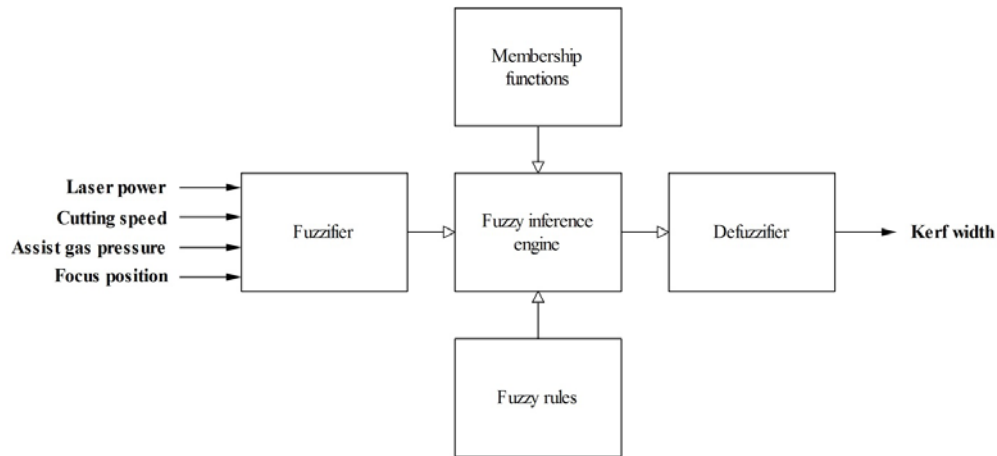 Membership
functions
Laser power
Cutting speed
Assist gas pressure
Focus position
Fuzzifier
Fuzzy inference
engine
Defuzzifier
Kerf width
Fuzzy rules